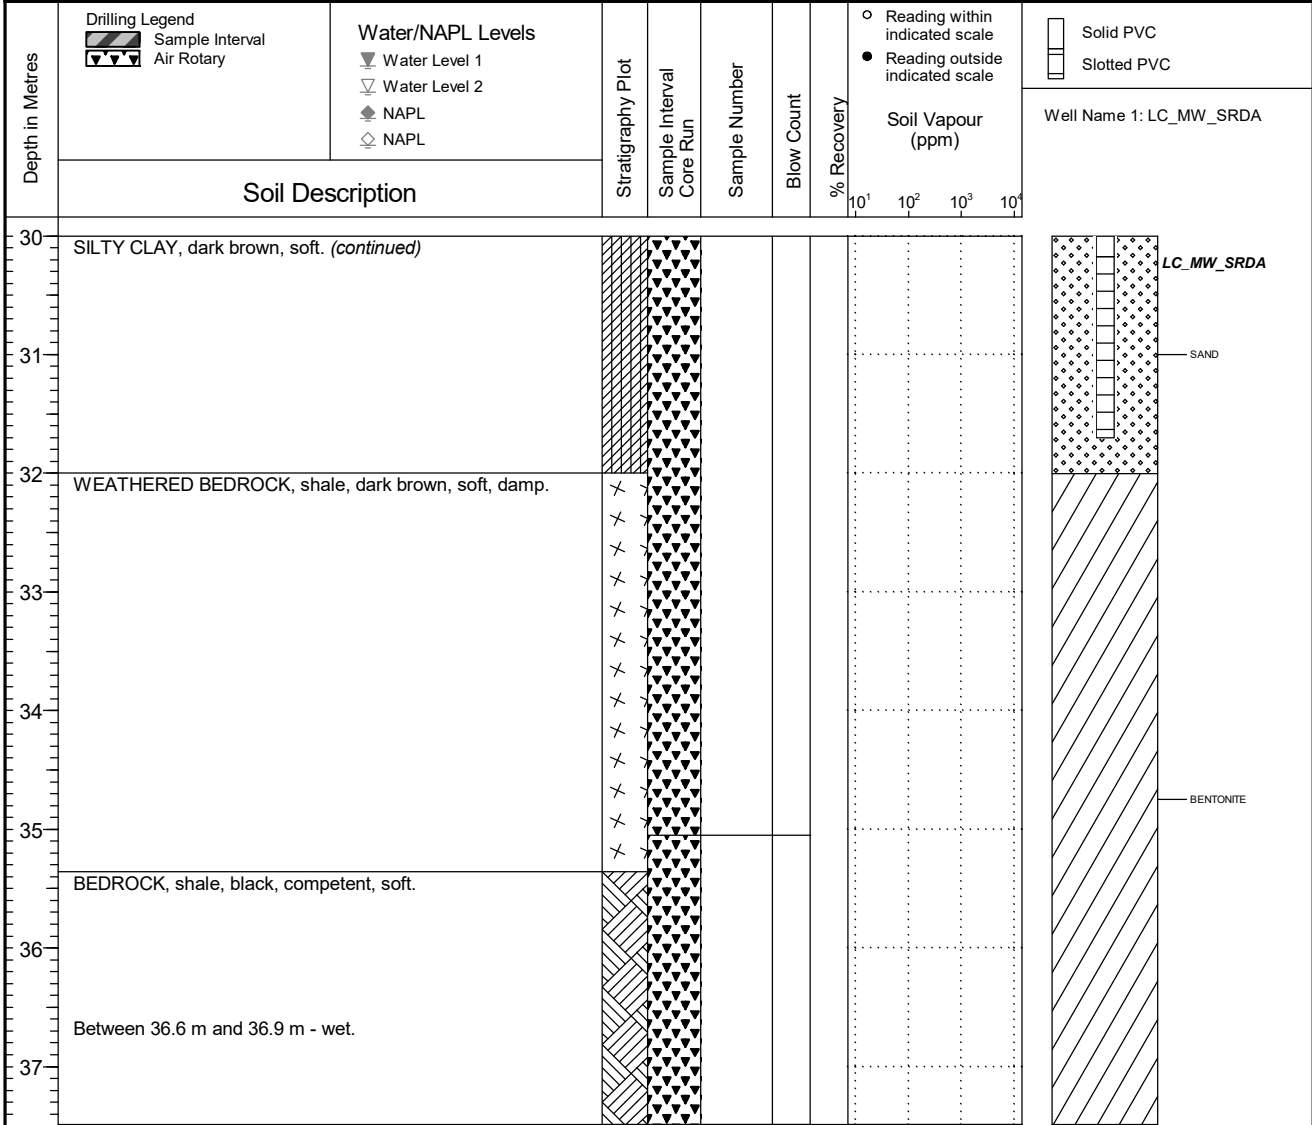 Depth in Metres
Drilling Legend
Sample Interval
Air Rotary
Water/NAPL Levels
Water Level 1
Water Level 2
NAPL
NAPL
Soil Description
Stratigraphy Plot
Sample Interval
Core Run
Sample Number
Blow Count
% Recovery
Reading within
indicated scale
Reading outside
indicated scale
Soil Vapour
(ppm)
10¹ 10² 10³ 10⁴
Solid PVC
Slotted PVC
Well Name 1: LC_MW_SRDA
30
SILTY CLAY, dark brown, soft. (continued)
LC_MW_SRDA
31
SAND
32
WEATHERED BEDROCK, shale, dark brown, soft, damp.
33
34
BENTONITE
35
BEDROCK, shale, black, competent, soft.
36
Between 36.6 m and 36.9 m - wet.
37